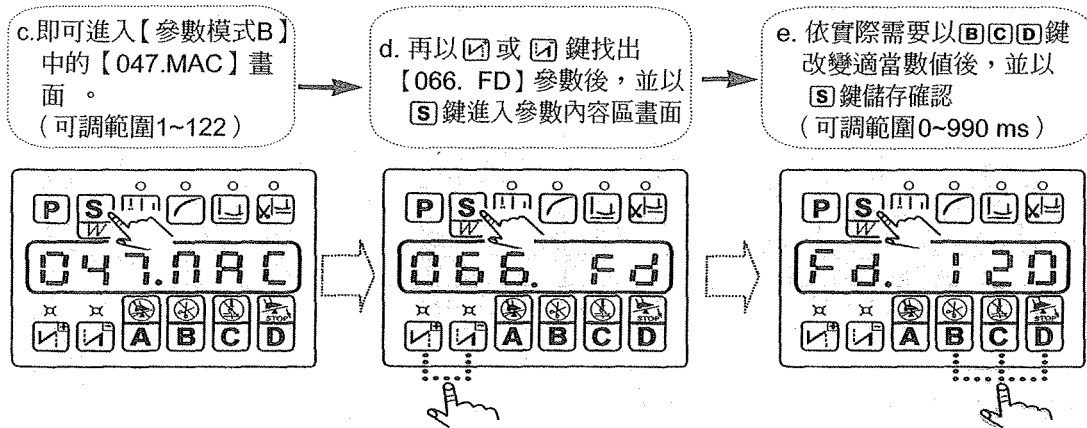 c.即可進入【參數模式B】
中的【047.MAC】畫
面 。
（可調範圍1~122）
d. 再以 或 鍵找出
【066. FD】參數後，並以
S 鍵進入參數內容區畫面
e. 依實際需要以B C D鍵
改變適當數值後，並以
S 鍵儲存確認
（可調範圍0~990 ms）
P S
W
047.MAC
STOP
A B C D
P S
W
066. Fd
STOP
A B C D
P S
W
Fd. 120
STOP
A B C D